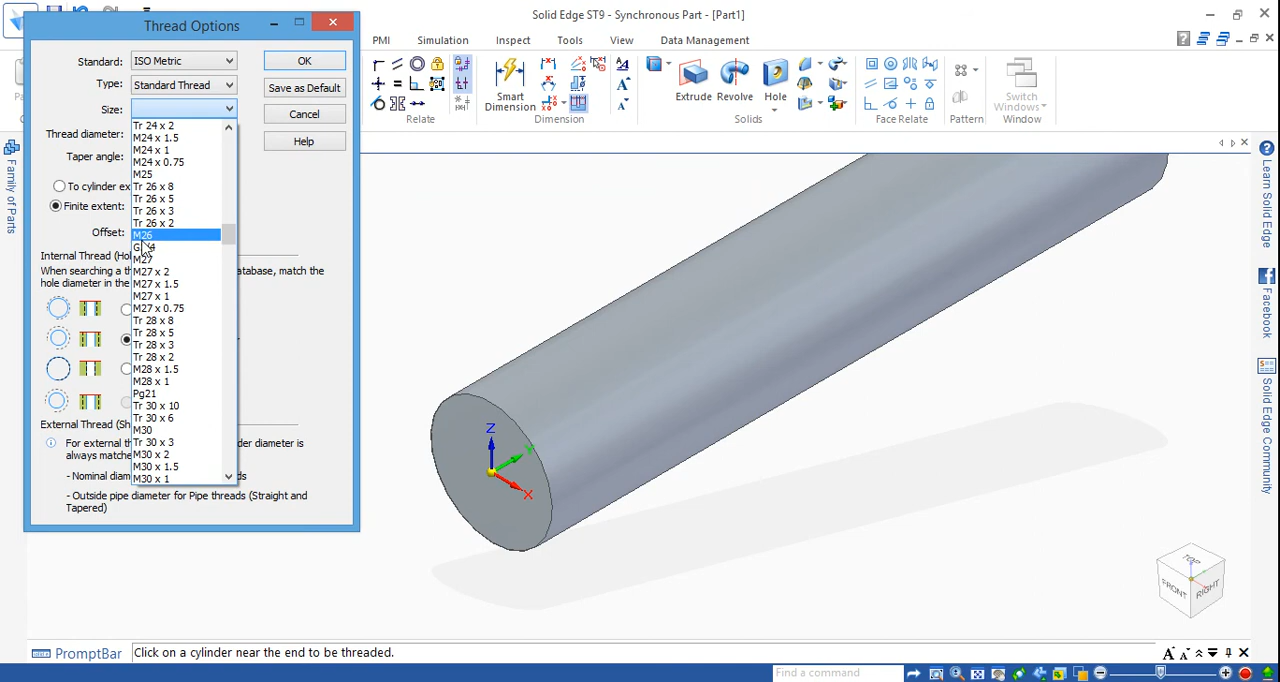 Solid Edge ST9 - Synchronous Part - [Part1]
Thread Options
PMI Simulation Inspect Tools View Data Management
Standard: ISO Metric
OK
Type: Standard Thread
Save as Default
Size:
Cancel
Thread diameter:
Help
Taper angle:
To cylinder ex
Finite extent:
Offset:
Internal Thread (Ho
When searching a th
atabase, match the
hole diameter in the
External Thread (Sh
For external t
der diameter is
always matche
- Nominal diam
ds
- Outside pipe diameter for Pipe threads (Straight and
Tapered)
Tr 24 x 2
M24 x 1.5
M24 x 1
M24 x 0.75
M25
Tr 26 x 8
Tr 26 x 5
Tr 26 x 3
Tr 26 x 2
M26
M27
M27 x 2
M27 x 1.5
M27 x 1
M27 x 0.75
Tr 28 x 8
Tr 28 x 5
Tr 28 x 3
Tr 28 x 2
M28 x 1.5
M28 x 1
Pg21
Tr 30 x 10
Tr 30 x 6
M30
Tr 30 x 3
M30 x 2
M30 x 1.5
M30 x 1
Relate
Smart
Dimension
Dimension
Extrude Revolve Hole
Solids
Face Relate
Pattern
Switch
Windows
Window
Family of Parts
Learn Solid Edge
Facebook
Solid Edge Community
Z
Y
X
TOP
FRONT
RIGHT
PromptBar
Click on a cylinder near the end to be threaded.
A A
Find a command